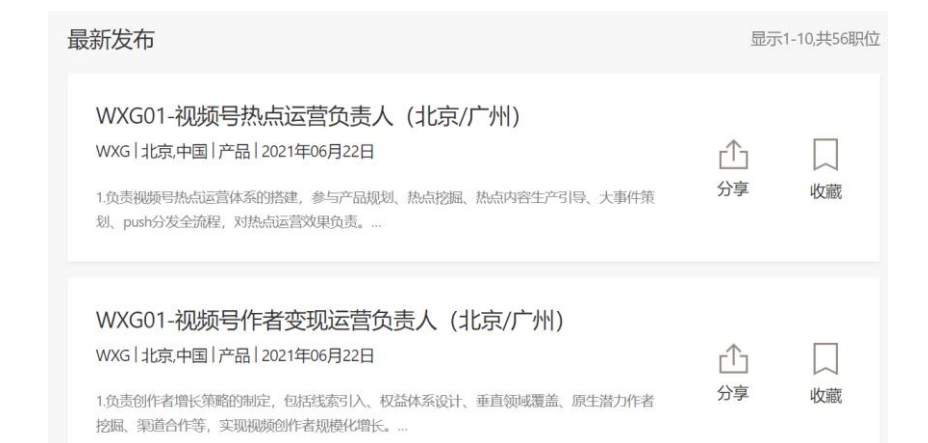 最新发布
显示1-10,共56职位
WXG01-视频号热点运营负责人（北京/广州）
WXG | 北京,中国 | 产品 | 2021年06月22日
1.负责视频号热点运营体系的搭建，参与产品规划、热点挖掘、热点内容生产引导、大事件策
划、push分发全流程，对热点运营效果负责。...
分享
收藏
WXG01-视频号作者变现运营负责人（北京/广州）
WXG | 北京,中国 | 产品 | 2021年06月22日
1.负责创作者增长策略的制定，包括线索引入、权益体系设计、垂直领域覆盖、原生潜力作者
挖掘、渠道合作等，实现视频创作者规模化增长。...
分享
收藏